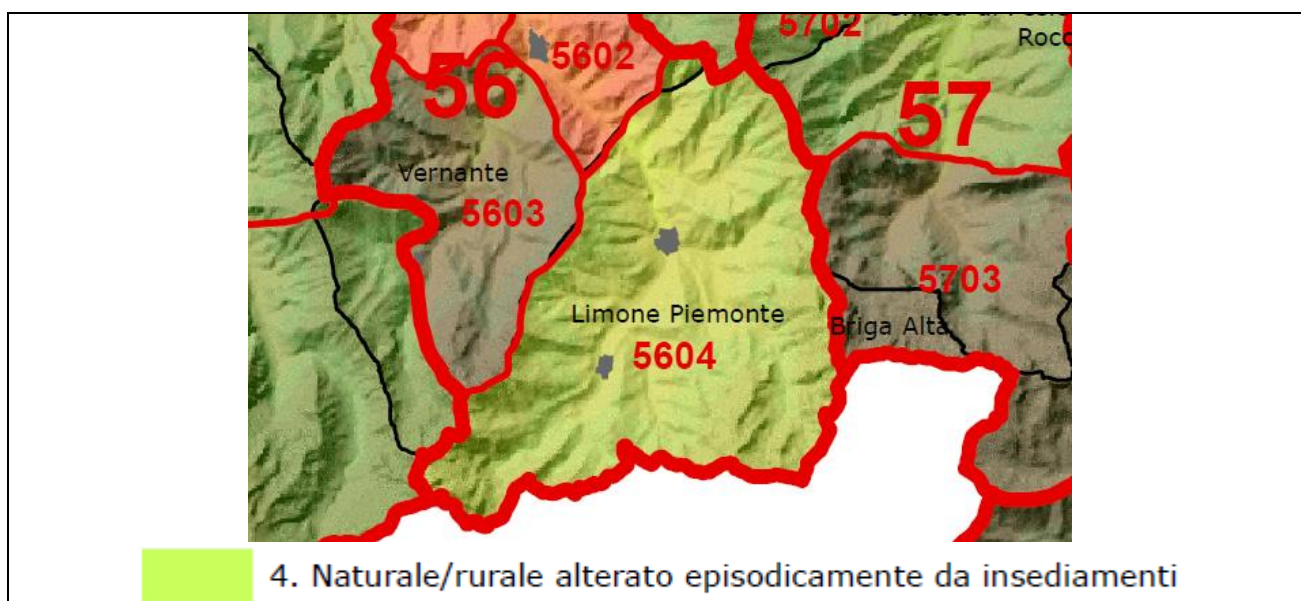 5702
Rocc
5602
56
57
Vernante
5603
5703
Limone Piemonte
Briga Alta
5604
4. Naturale/rurale alterato episodicamente da insediamenti